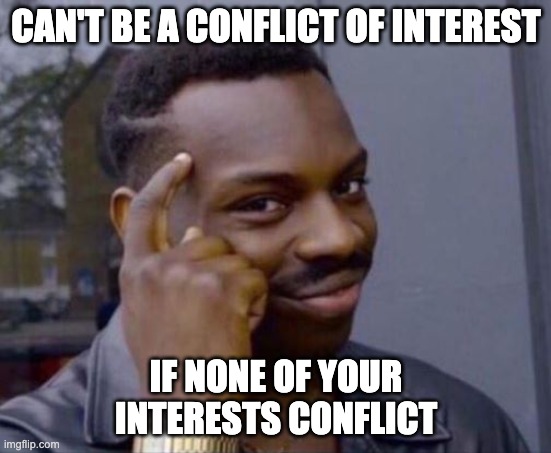 CAN'T BE A CONFLICT OF INTEREST
IF NONE OF YOUR
INTERESTS CONFLICT
imgflip.com